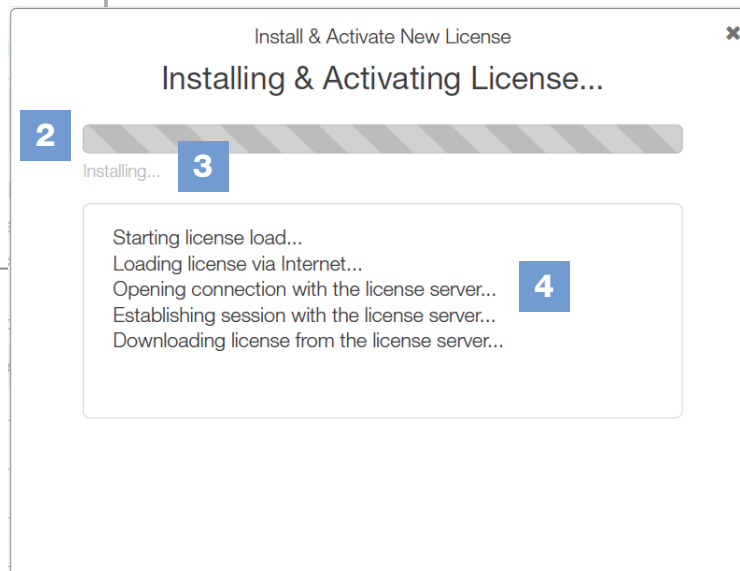 Install & Activate New License
✖
Installing & Activating License...
2
Installing...
3
Starting license load...
Loading license via Internet...
Opening connection with the license server...
4
Establishing session with the license server...
Downloading license from the license server...